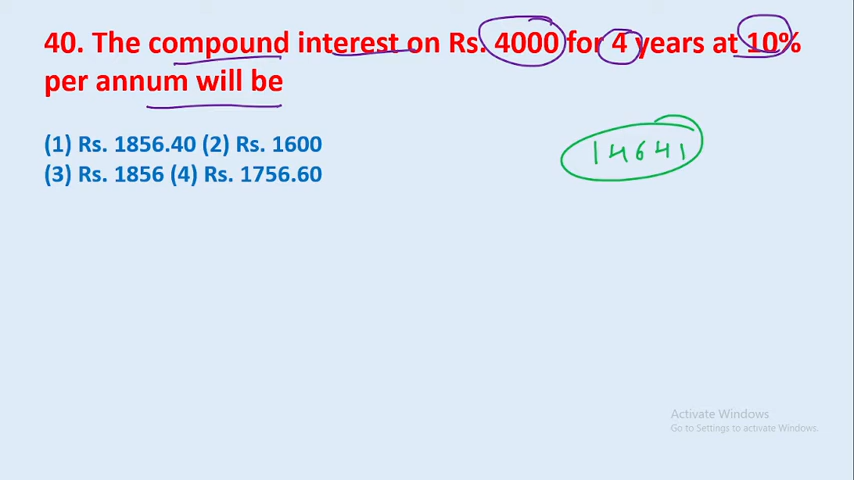 40. The compound interest on Rs. 4000 for 4 years at 10%
per annum will be
(1) Rs. 1856.40 (2) Rs. 1600
(3) Rs. 1856 (4) Rs. 1756.60
14641
Activate Windows
Go to Settings to activate Windows.